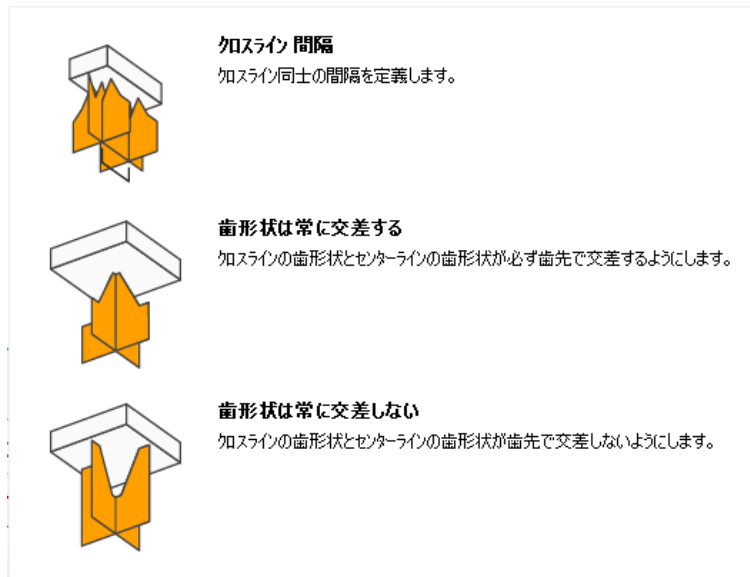 クロスライン 間隔
クロスライン同士の間隔を定義します。
歯形状は常に交差する
クロスラインの歯形状とセンターラインの歯形状が必ず歯先で交差するようにします。
歯形状は常に交差しない
クロスラインの歯形状とセンターラインの歯形状が歯先で交差しないようにします。